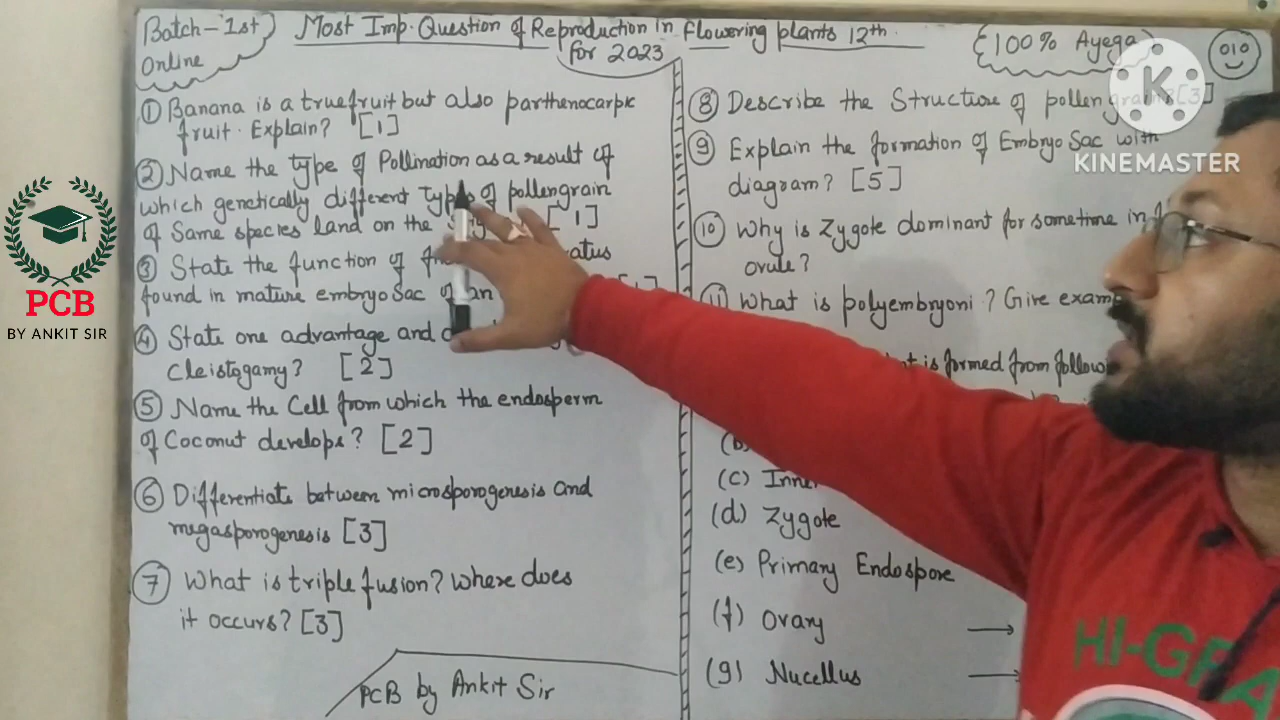 Batch-1st
Online
Most Imp. Question of Reproduction in flowering plants 12th.
for 2023
100% Ayega
010
① Banana is a true fruit but also parthenocarpic
fruit. Explain? [1]
② Name the type of Pollination as a result of
which genetically different types of pollengrain
of Same species land on the [1]
③ State the function of
found in mature embryo Sac of an
④ State one advantage and
Cleistogamy? [2]
⑤ Name the Cell from which the endosperm
of Coconut develops? [2]
⑥ Differentiate between microsporogenesis and
megasporogenesis [3]
⑦ What is triple fusion? Where does
it occurs? [3]
PCB by Ankit Sir
⑧ Describe the Structure of pollengrain? [3]
⑨ Explain the formation of Embryo Sac with
diagram? [5]
⑩ Why is Zygote dominant for sometime in
ovule?
11 What is polyembryoni? Give
is formed from
(b)
(c)
(d) Zygote
(e) Primary Endospore
(f) Ovary →
(g) Nucellus →
PCB
BY ANKIT SIR
K
KINEMASTER
HI-GRA